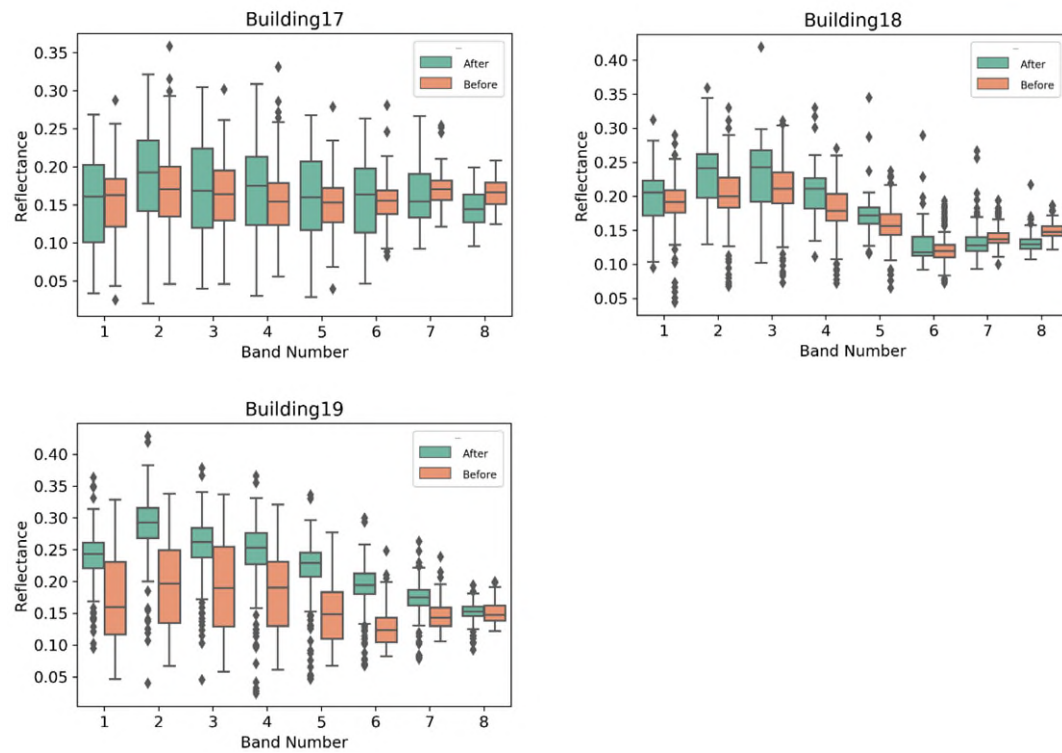 Building17
Reflectance
0.35
0.30
0.25
0.20
0.15
0.10
0.05
After
Before
1 2 3 4 5 6 7 8
Band Number
Building18
Reflectance
0.40
0.35
0.30
0.25
0.20
0.15
0.10
0.05
After
Before
1 2 3 4 5 6 7 8
Band Number
Building19
Reflectance
0.40
0.35
0.30
0.25
0.20
0.15
0.10
0.05
After
Before
1 2 3 4 5 6 7 8
Band Number